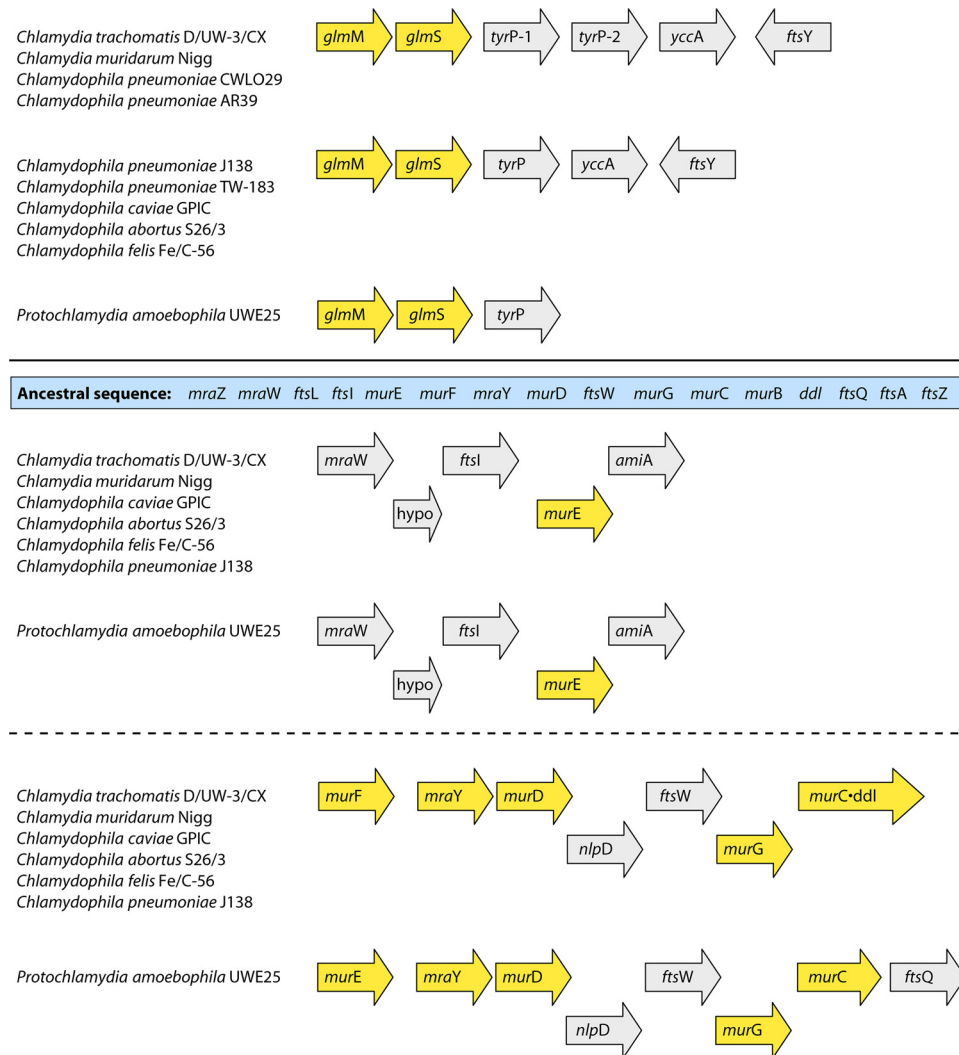 Chlamydia trachomatis D/UW-3/CX
Chlamydia muridarum Nigg
Chlamydophila pneumoniae CWLO29
Chlamydophila pneumoniae AR39
glmM glmS tyrP-1 tyrP-2 yccA ftsY
Chlamydophila pneumoniae J138
Chlamydophila pneumoniae TW-183
Chlamydophila caviae GPIC
Chlamydophila abortus S26/3
Chlamydophila felis Fe/C-56
glmM glmS tyrP yccA ftsY
Protochlamydia amoebophila UWE25
glmM glmS tyrP
Ancestral sequence: mraZ mraW ftsL ftsI murE murF mraY murD ftsW murG murC murB ddl ftsQ ftsA ftsZ
Chlamydia trachomatis D/UW-3/CX
Chlamydia muridarum Nigg
Chlamydophila caviae GPIC
Chlamydophila abortus S26/3
Chlamydophila felis Fe/C-56
Chlamydophila pneumoniae J138
mraW ftsI amiA
hypo murE
Protochlamydia amoebophila UWE25
mraW ftsI amiA
hypo murE
Chlamydia trachomatis D/UW-3/CX
Chlamydia muridarum Nigg
Chlamydophila caviae GPIC
Chlamydophila abortus S26/3
Chlamydophila felis Fe/C-56
Chlamydophila pneumoniae J138
murF mraY murD ftsW murC•ddl
nlpD murG
Protochlamydia amoebophila UWE25
murE mraY murD ftsW murC ftsQ
nlpD murG